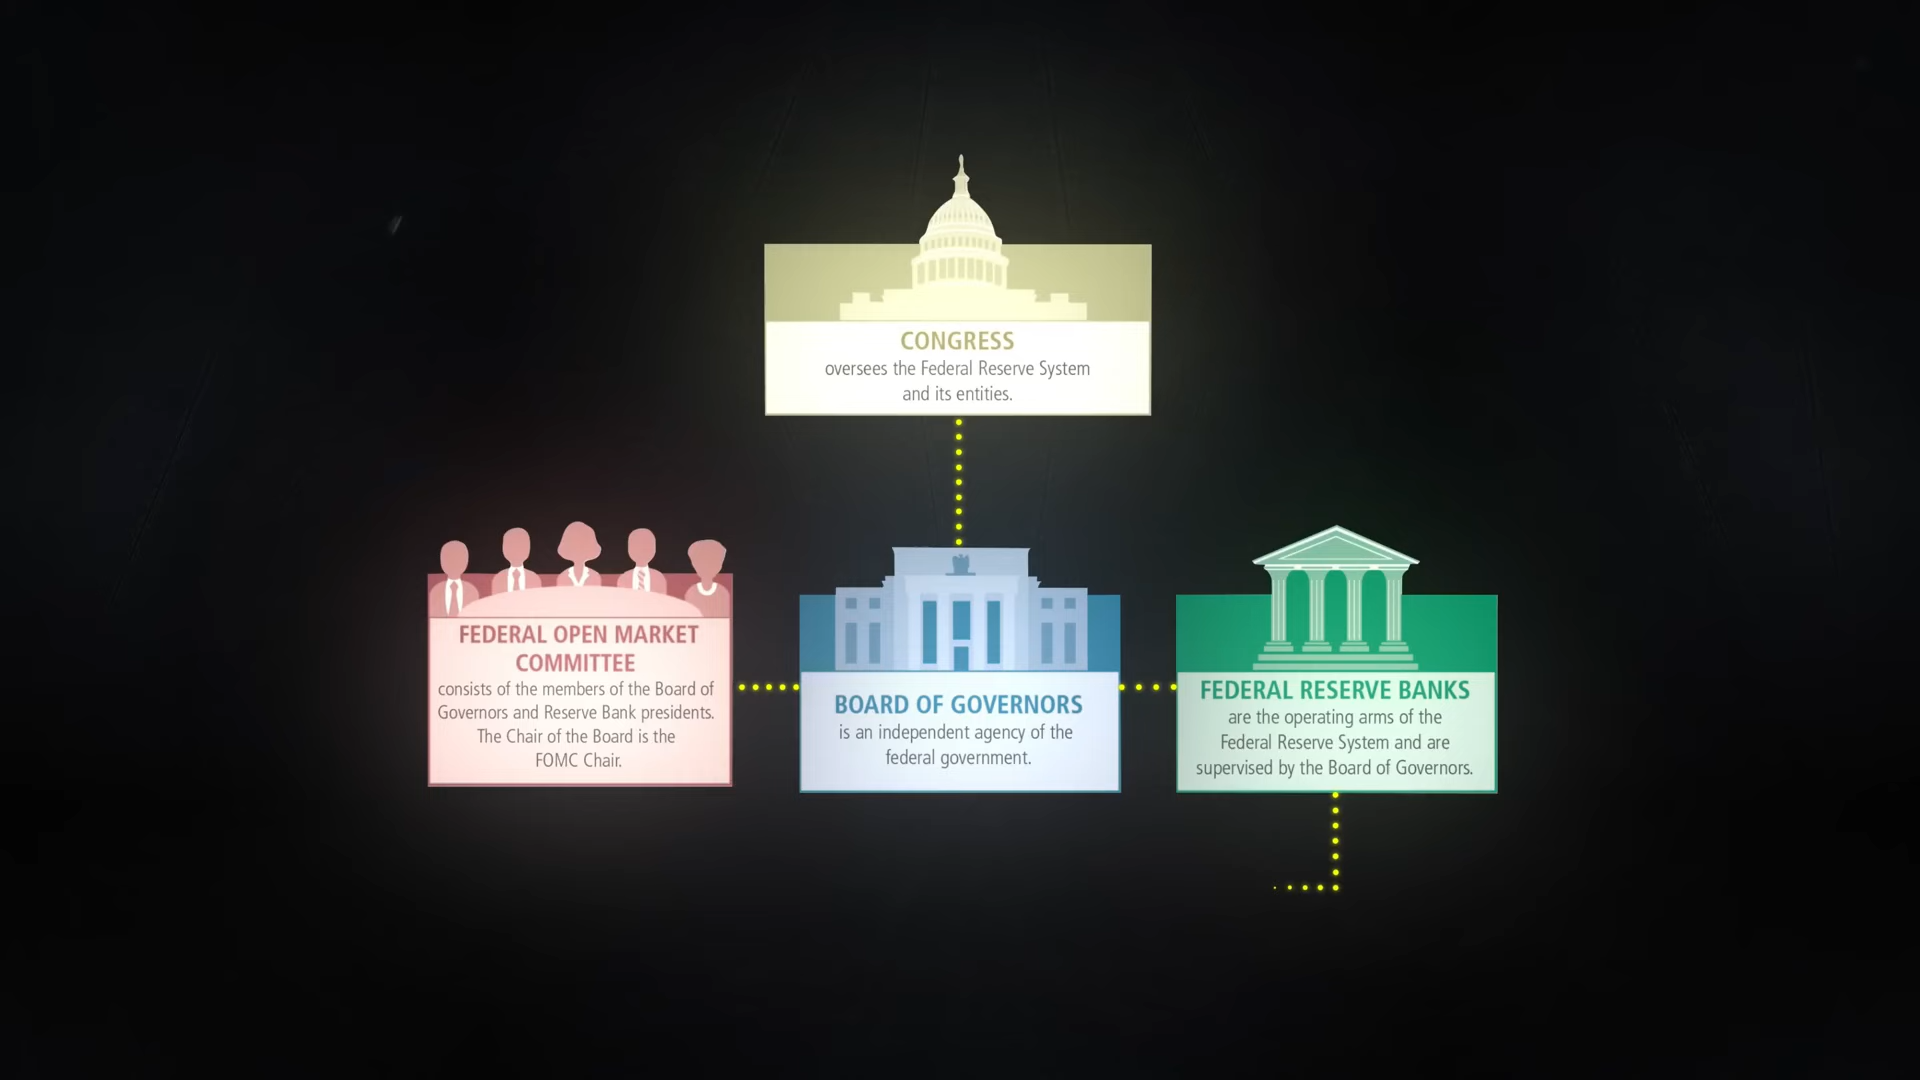 CONGRESS
oversees the Federal Reserve System
and its entities.
FEDERAL OPEN MARKET
COMMITTEE
consists of the members of the Board of
Governors and Reserve Bank presidents.
The Chair of the Board is the
FOMC Chair.
BOARD OF GOVERNORS
is an independent agency of the
federal government.
FEDERAL RESERVE BANKS
are the operating arms of the
Federal Reserve System and are
supervised by the Board of Governors.